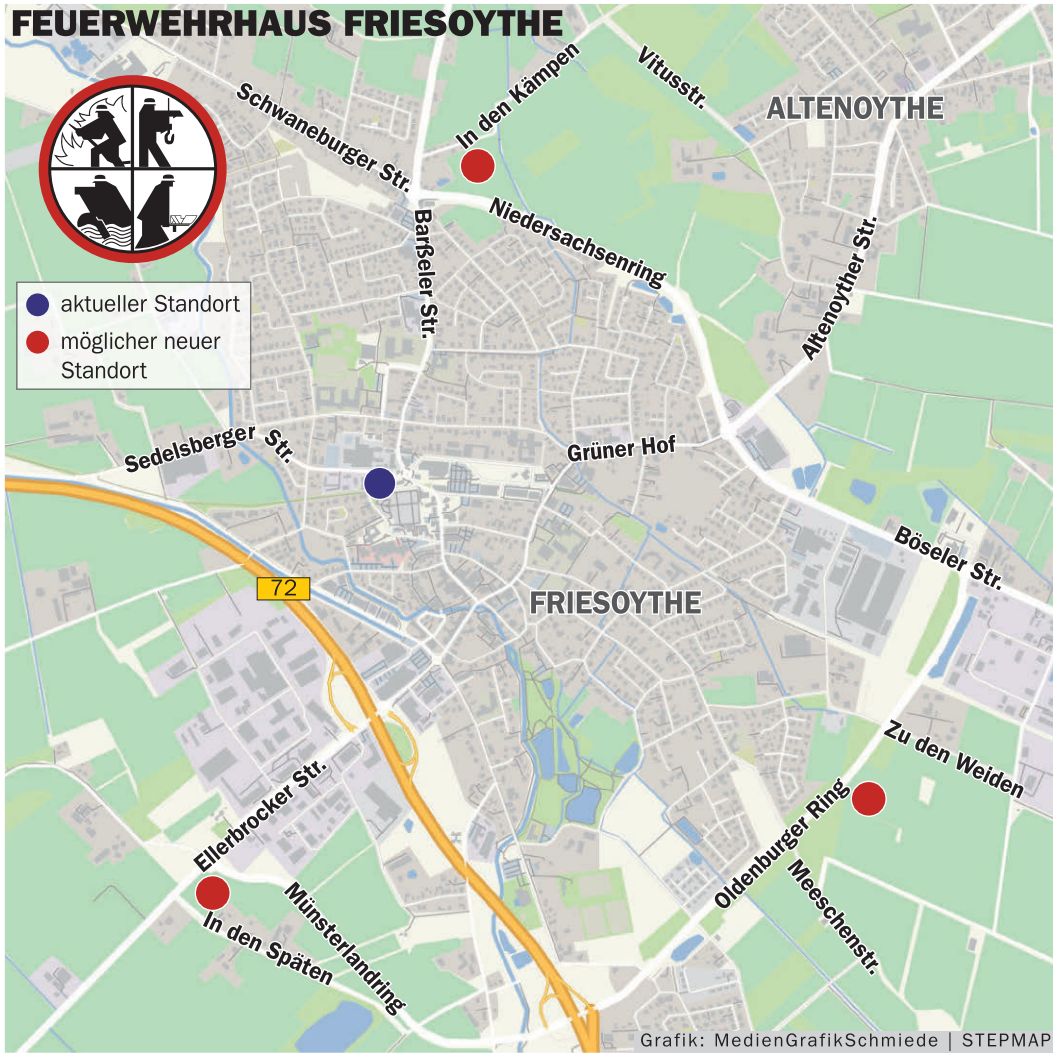 FEUERWEHRHAUS FRIESOYTHE
In den Kämpen
Vitusstr.
ALTENOYTHE
Schwaneburger Str.
Niedersachsenring
Barßeler Str.
Altenoyther Str.
aktueller Standort
möglicher neuer
Standort
Sedelsberger Str.
Grüner Hof
Böseler Str.
72
FRIESOYTHE
Zu den Weiden
Ellerbrocker Str.
Oldenburger Ring
Meeschenstr.
Münsterlandring
In den Späten
Grafik: MedienGrafikSchmiede | STEPMAP